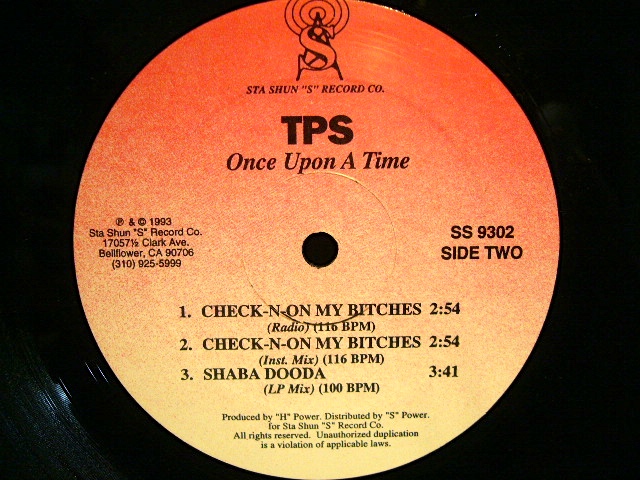 S
STA SHUN "S" RECORD CO.
TPS
Once Upon A Time
℗ & © 1993
Sta Shun "S" Record Co.
17057½ Clark Ave.
Bellflower, CA 90706
(310) 925-5999
SS 9302
SIDE TWO
1. CHECK-N-ON MY BITCHES 2:54
(Radio) (116 BPM)
2. CHECK-N-ON MY BITCHES 2:54
(Inst. Mix) (116 BPM)
3. SHABA DOODA 3:41
(LP Mix) (100 BPM)
Produced by "H" Power. Distributed by "S" Power.
for Sta Shun "S" Record Co.
All rights reserved. Unauthorized duplication
is a violation of applicable laws.